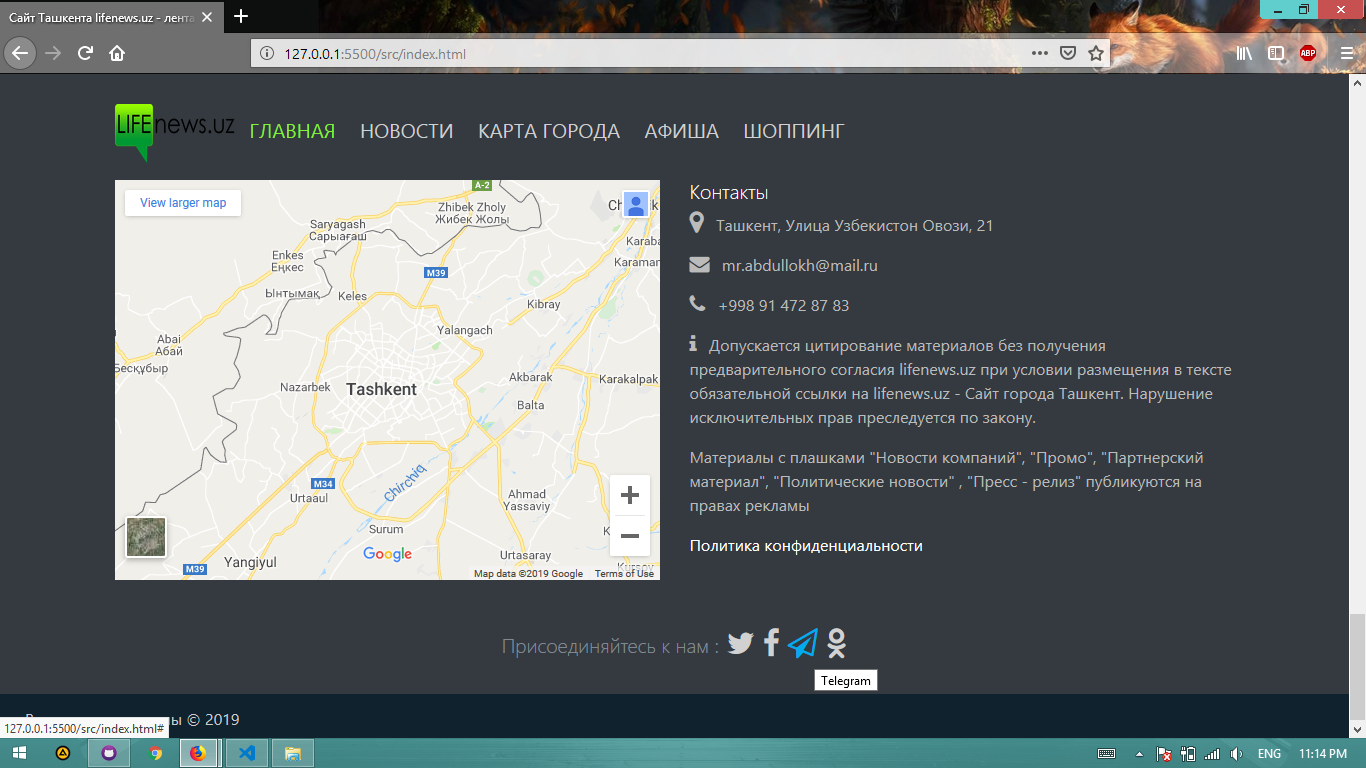 Сайт Ташкента lifenews.uz - лента
127.0.0.1:5500/src/index.html
ABP
LIFEnews.uz
ГЛАВНАЯ НОВОСТИ КАРТА ГОРОДА АФИША ШОППИНГ
View larger map
A-2
Zhibek Zholy
Жибек Жолы
Saryagash
Сарыағаш
Karaba
Enkes
Еңкес
Karaman
M39
Ынтымақ
Keles
Kibray
Yalangach
Abai
Абай
Бесқұбыр
Nazarbek
Tashkent
Akbarak
Karakalpak
Balta
Chirchiq
M34
Urtaaul
Ahmad
Yassaviy
Surum
Yangiyul
Google
Urtasaray
M39
Map data ©2019 Google Terms of Use
Контакты
Ташкент, Улица Узбекистон Овози, 21
mr.abdullokh@mail.ru
+998 91 472 87 83
Допускается цитирование материалов без получения
предварительного согласия lifenews.uz при условии размещения в тексте
обязательной ссылки на lifenews.uz - Сайт города Ташкент. Нарушение
исключительных прав преследуется по закону.
Материалы с плашками "Новости компаний", "Промо", "Партнерский
материал", "Политические новости" , "Пресс - релиз" публикуются на
правах рекламы
Политика конфиденциальности
Присоединяйтесь к нам :
Telegram
© 2019
127.0.0.1:5500/src/index.html#
ENG 11:14 PM